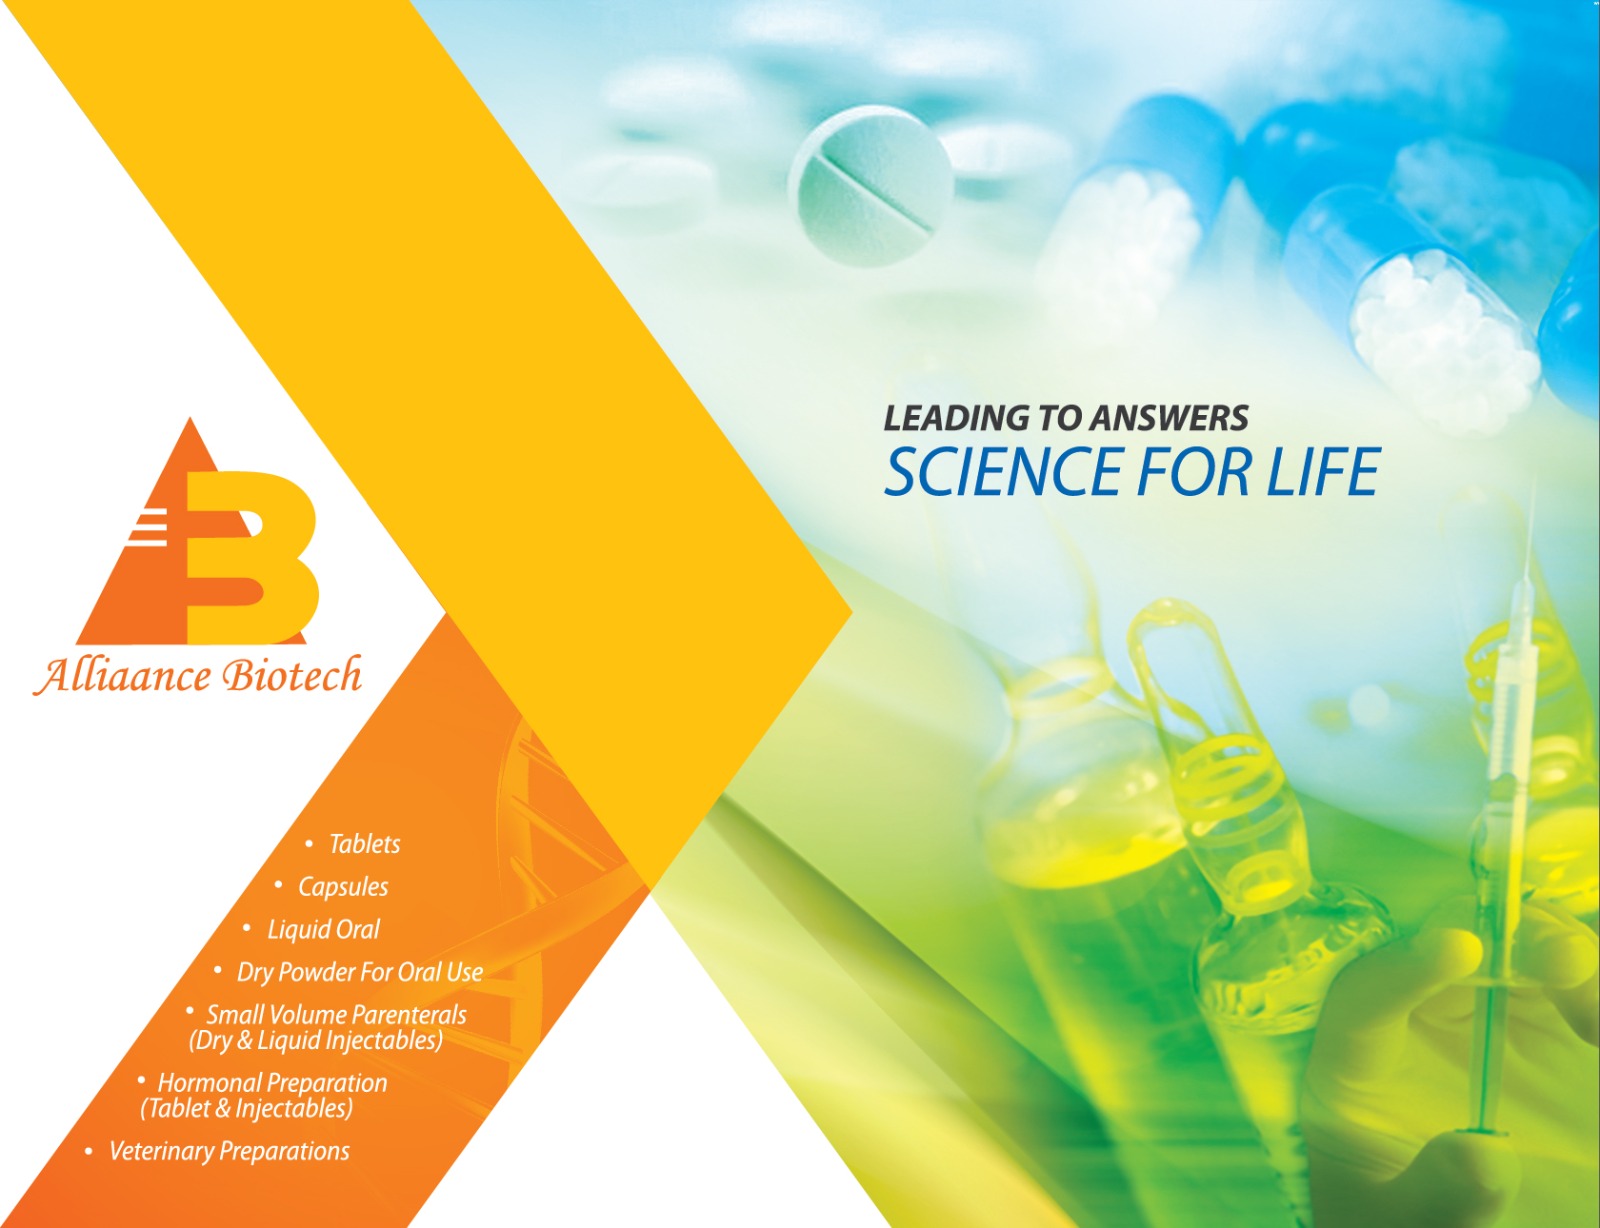 LEADING TO ANSWERS
SCIENCE FOR LIFE
AB
Alliaance Biotech
• Tablets
• Capsules
• Liquid Oral
• Dry Powder For Oral Use
• Small Volume Parenterals
(Dry & Liquid Injectables)
• Hormonal Preparation
(Tablet & Injectables)
• Veterinary Preparations